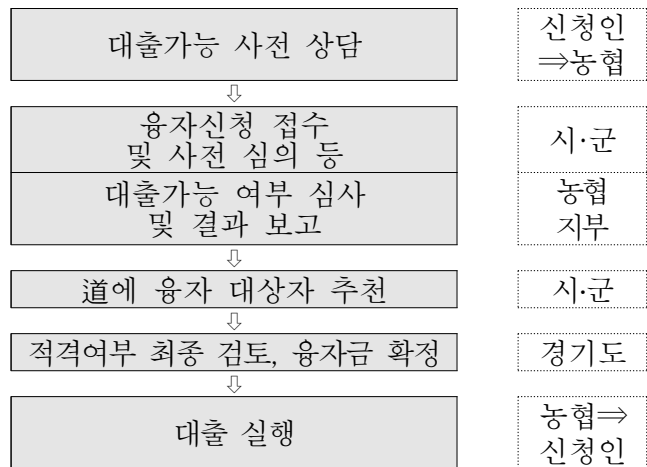 대출가능 사전 상담
신청인
⇒농협
⇩
융자신청 접수
및 사전 심의 등
시·군
대출가능 여부 심사
및 결과 보고
농협
지부
⇩
道에 융자 대상자 추천
시·군
⇩
적격여부 최종 검토, 융자금 확정
경기도
⇩
대출 실행
농협⇒
신청인